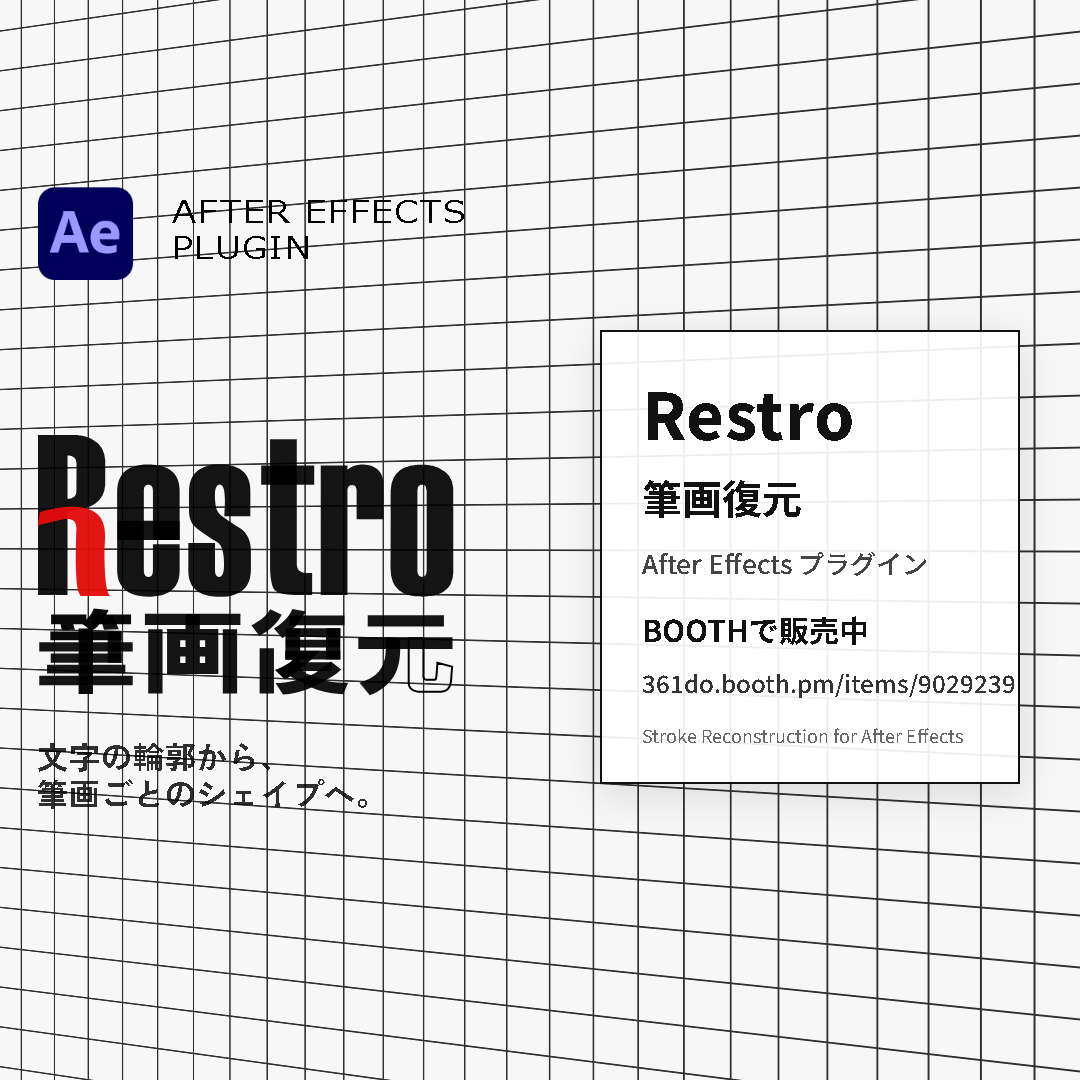 Ae
AFTER EFFECTS
PLUGIN
Restro
筆画復元
文字の輪郭から、
筆画ごとのシェイプへ。
Restro
筆画復元
After Effects プラグイン
BOOTHで販売中
361do.booth.pm/items/9029239
Stroke Reconstruction for After Effects